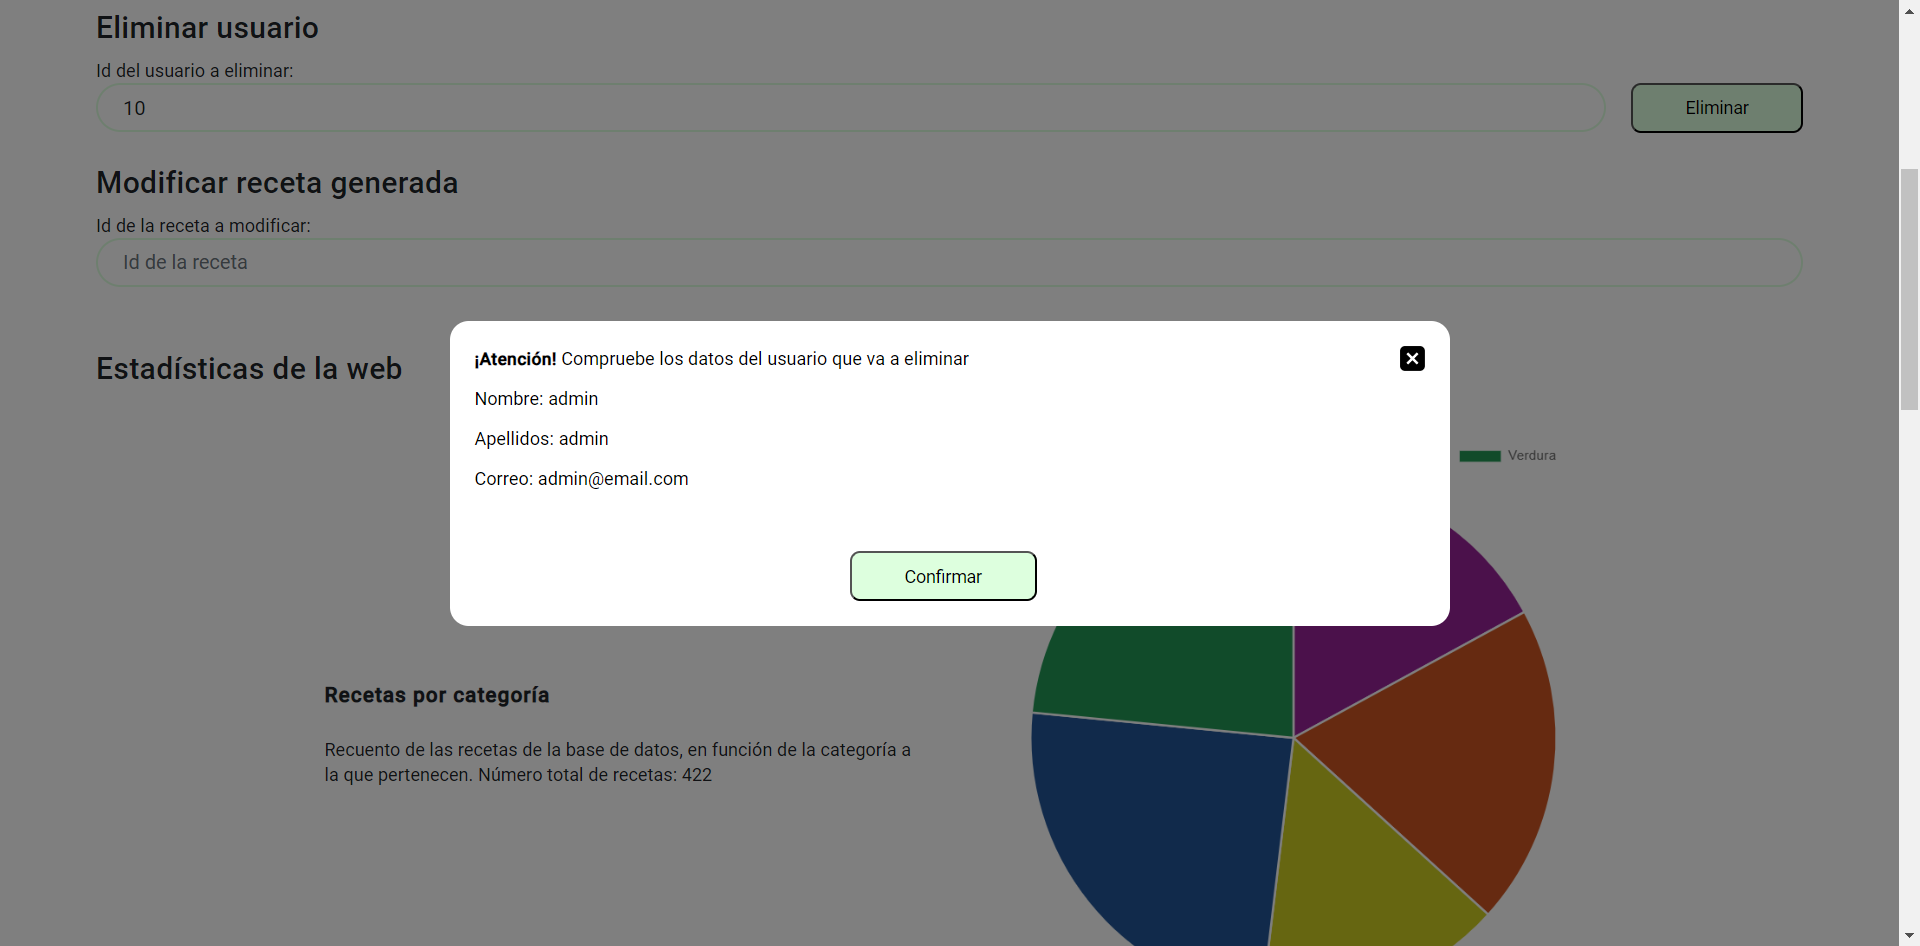 Eliminar usuario
Id del usuario a eliminar:
10
Eliminar
Modificar receta generada
Id de la receta a modificar:
Id de la receta
Estadísticas de la web
¡Atención! Compruebe los datos del usuario que va a eliminar
Nombre: admin
Apellidos: admin
Correo: admin@email.com
Confirmar
Verdura
Recetas por categoría
Recuento de las recetas de la base de datos, en función de la categoría a
la que pertenecen. Número total de recetas: 422